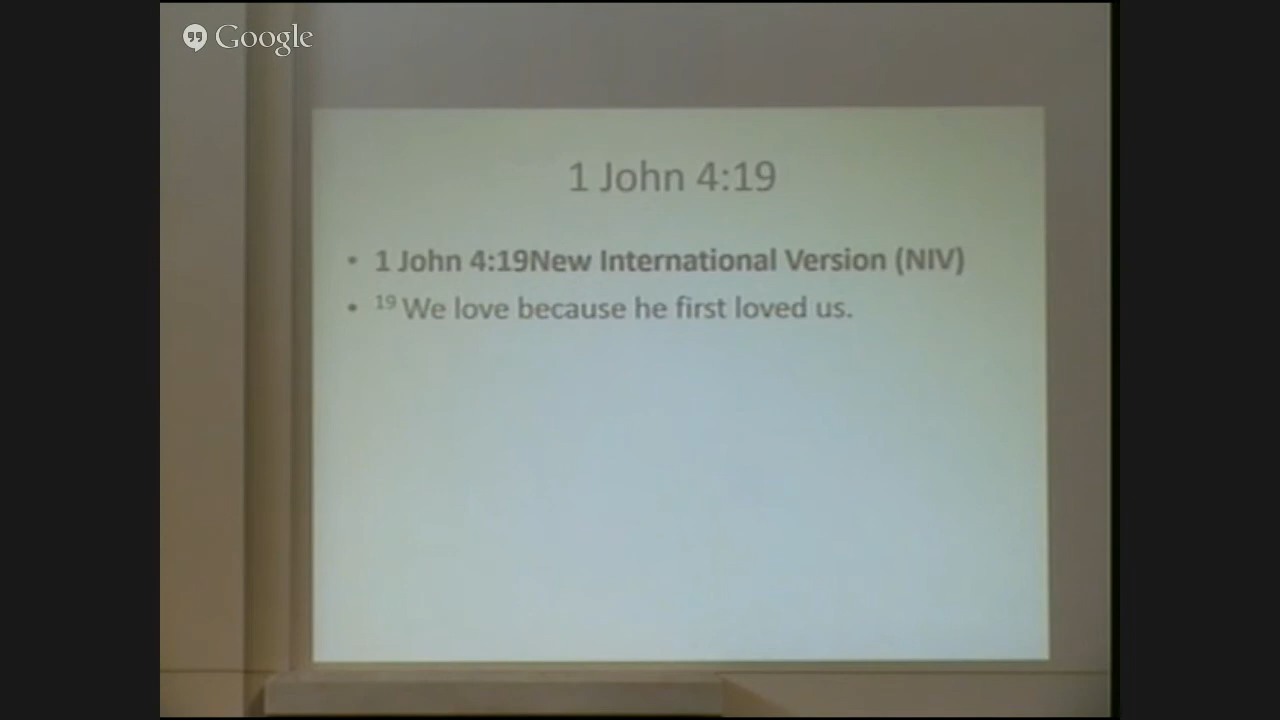 Google
1 John 4:19
• 1 John 4:19New International Version (NIV)
• 19 We love because he first loved us.